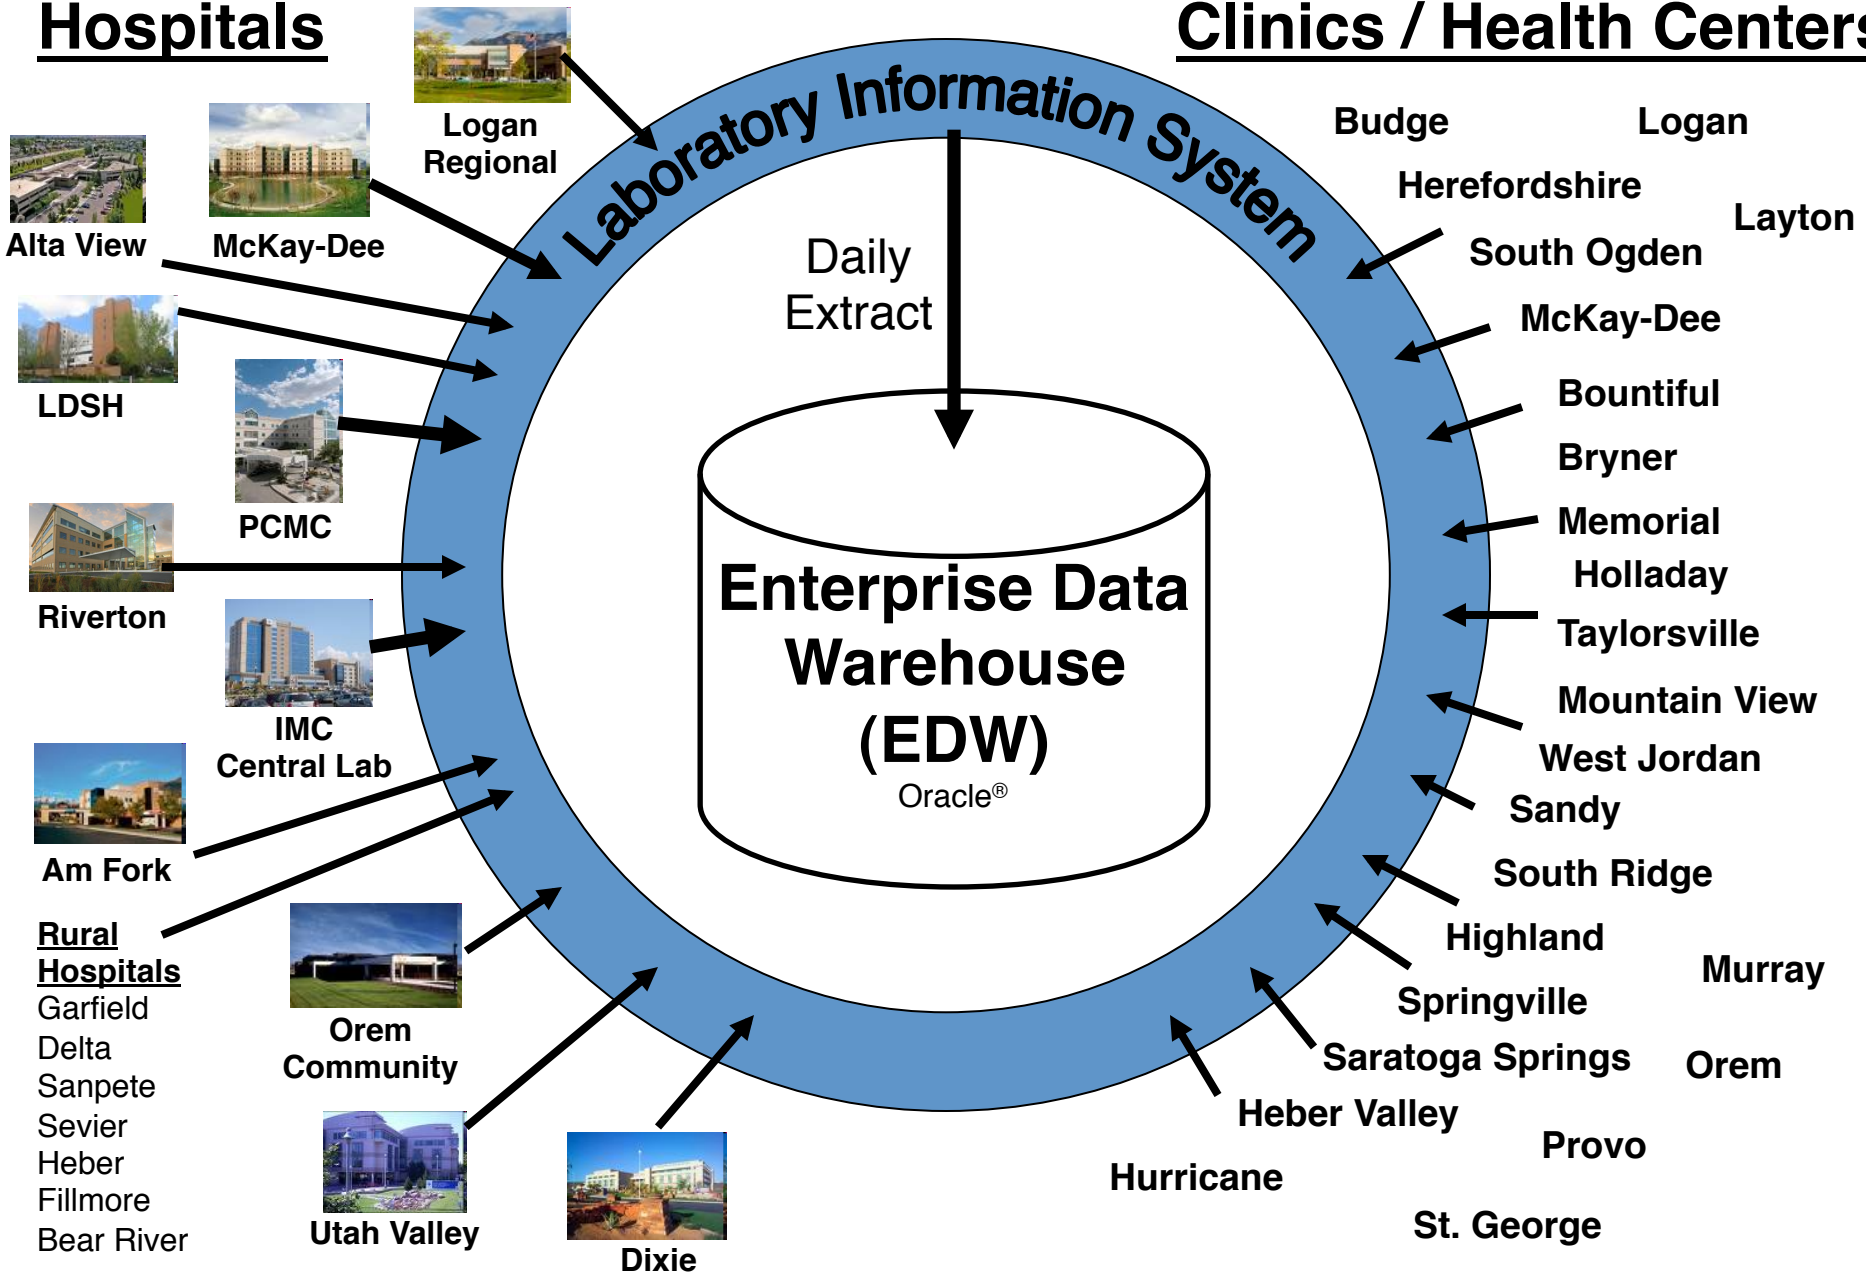 Hospitals
Clinics / Health Centers
Logan
Regional
McKay-Dee
Alta View
LDSH
PCMC
Riverton
IMC
Central Lab
Am Fork
Rural
Hospitals
Garfield
Delta
Sanpete
Sevier
Heber
Fillmore
Bear River
Orem
Community
Utah Valley
Dixie
Laboratory Information System
Daily
Extract
Enterprise Data
Warehouse
(EDW)
Oracle®
Budge
Logan
Herefordshire
Layton
South Ogden
McKay-Dee
Bountiful
Bryner
Memorial
Holladay
Taylorsville
Mountain View
West Jordan
Sandy
South Ridge
Highland
Murray
Springville
Saratoga Springs
Orem
Heber Valley
Provo
Hurricane
St. George